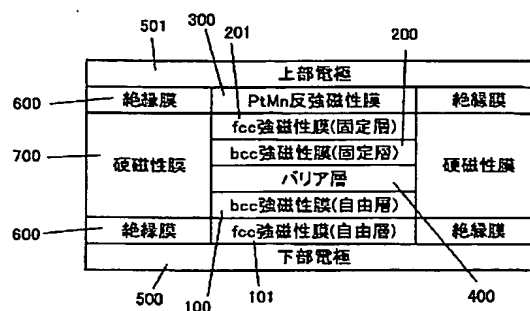 501
300
201
200
上部電極
600
絶縁膜
PtMn反強磁性膜
絶縁膜
fcc強磁性膜(固定層)
700
硬磁性膜
bcc強磁性膜(固定層)
硬磁性膜
バリア層
bcc強磁性膜(自由層)
600
絶縁膜
fcc強磁性膜(自由層)
絶縁膜
下部電極
500
100
101
400